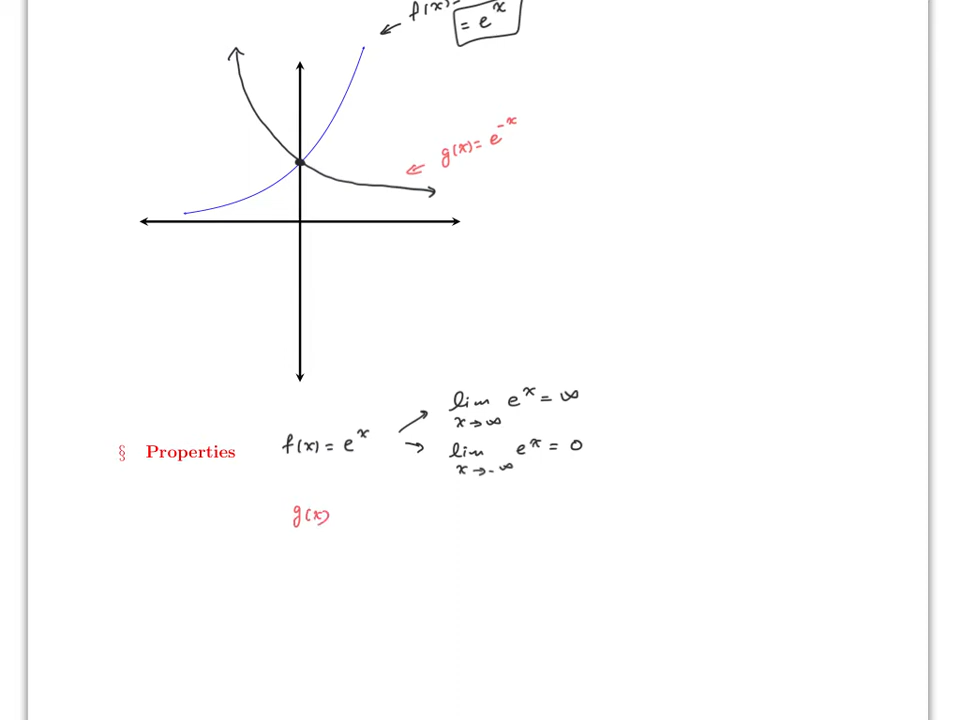 f(x)=
= e^x
g(x) = e^-x
lim e^x = ∞
x→∞
§ Properties f(x) = e^x
lim e^x = 0
x→-∞
g(x)